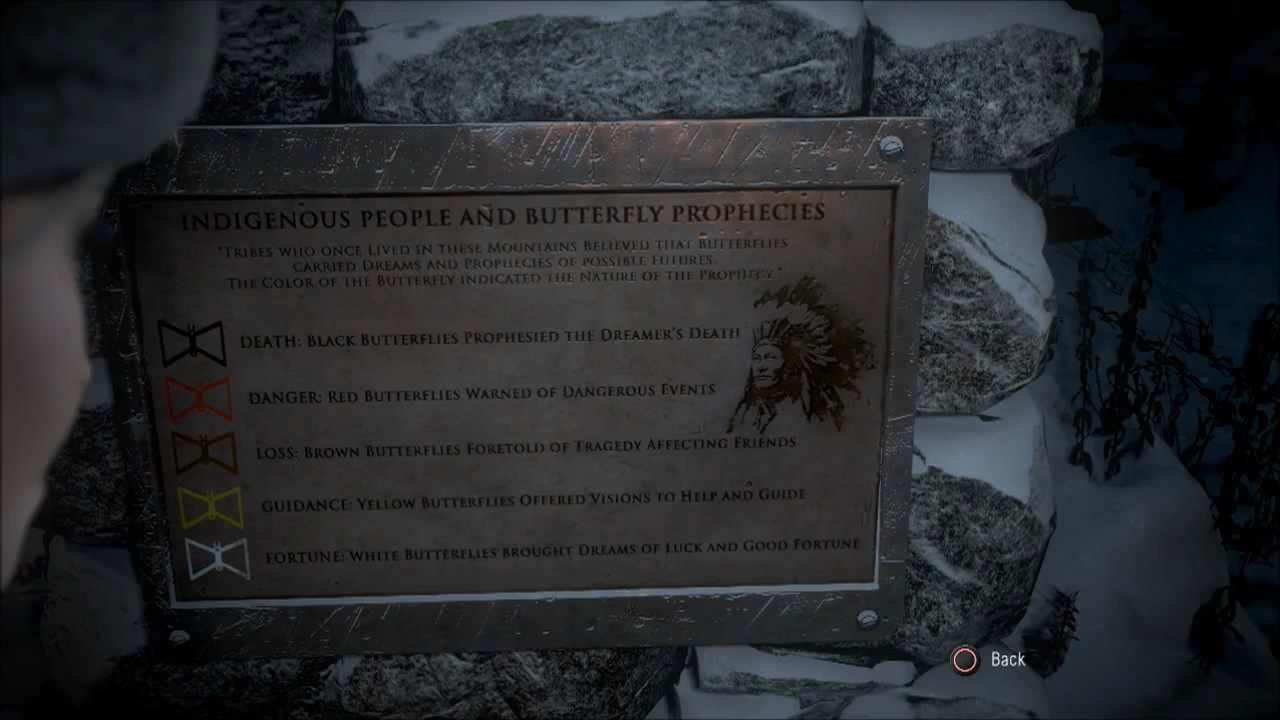 INDIGENOUS PEOPLE AND BUTTERFLY PROPHECIES
"TRIBES WHO ONCE LIVED IN THESE MOUNTAINS BELIEVED THAT BUTTERFLIES
CARRIED DREAMS AND PROPHECIES OF POSSIBLE FUTURES.
THE COLOR OF THE BUTTERFLY INDICATED THE NATURE OF THE PROPHECY."
DEATH: BLACK BUTTERFLIES PROPHESIED THE DREAMER'S DEATH
DANGER: RED BUTTERFLIES WARNED OF DANGEROUS EVENTS
LOSS: BROWN BUTTERFLIES FORETOLD OF TRAGEDY AFFECTING FRIENDS
GUIDANCE: YELLOW BUTTERFLIES OFFERED VISIONS TO HELP AND GUIDE
FORTUNE: WHITE BUTTERFLIES BROUGHT DREAMS OF LUCK AND GOOD FORTUNE
Back